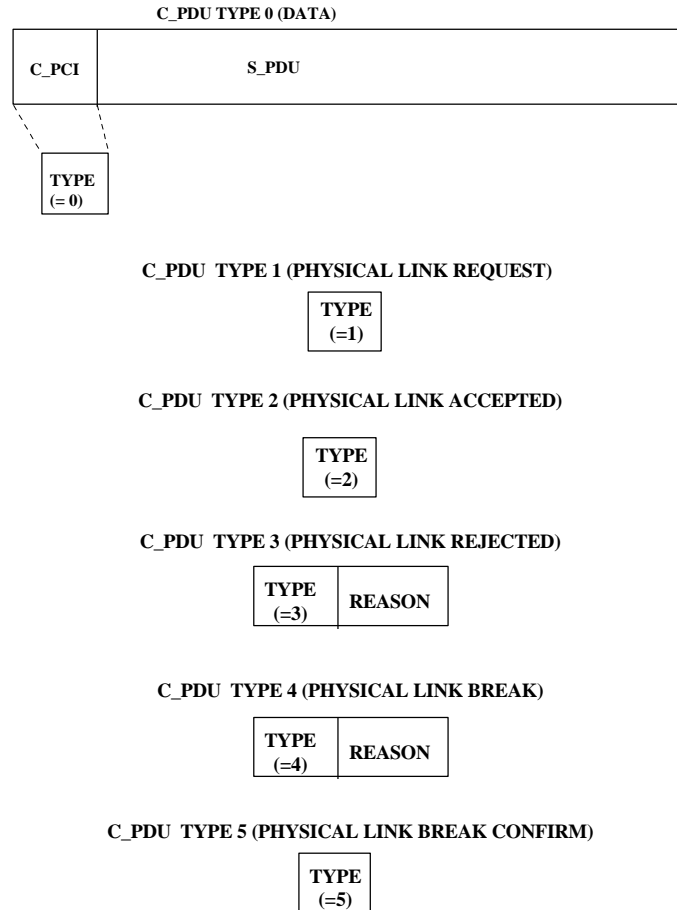 C_PDU TYPE 0 (DATA)
C_PCI
S_PDU
TYPE
(= 0)
C_PDU TYPE 1 (PHYSICAL LINK REQUEST)
TYPE
(=1)
C_PDU TYPE 2 (PHYSICAL LINK ACCEPTED)
TYPE
(=2)
C_PDU TYPE 3 (PHYSICAL LINK REJECTED)
TYPE
(=3)
REASON
C_PDU TYPE 4 (PHYSICAL LINK BREAK)
TYPE
(=4)
REASON
C_PDU TYPE 5 (PHYSICAL LINK BREAK CONFIRM)
TYPE
(=5)